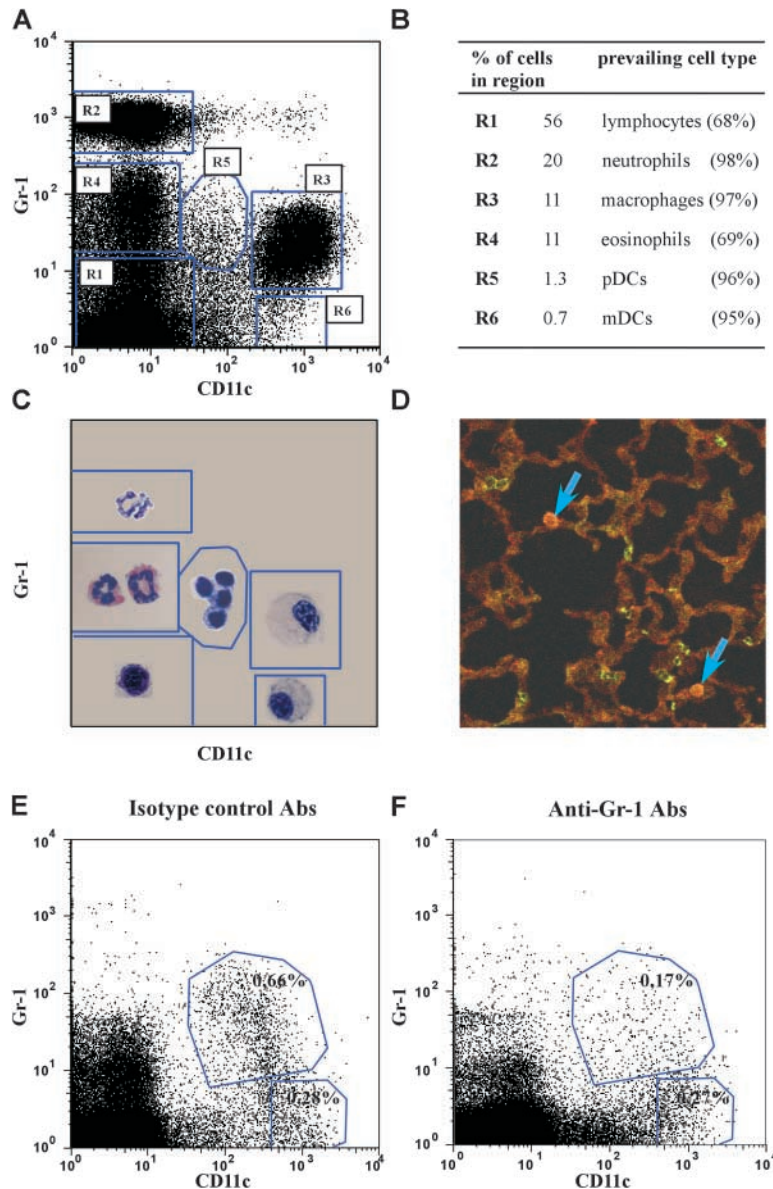 A
Gr-1
10^4
10^3
10^2
10^1
10^0
R2
R4
R5
R3
R1
R6
10^0 10^1 10^2 10^3 10^4
CD11c
B
% of cells in region prevailing cell type
R1 56 lymphocytes (68%)
R2 20 neutrophils (98%)
R3 11 macrophages (97%)
R4 11 eosinophils (69%)
R5 1.3 pDCs (96%)
R6 0.7 mDCs (95%)
C
Gr-1
CD11c
D
E
Isotype control Abs
Gr-1
10^4
10^3
10^2
10^1
10^0
0.66%
0.28%
10^0 10^1 10^2 10^3 10^4
CD11c
F
Anti-Gr-1 Abs
Gr-1
10^4
10^3
10^2
10^1
10^0
0.17%
0.27%
10^0 10^1 10^2 10^3 10^4
CD11c